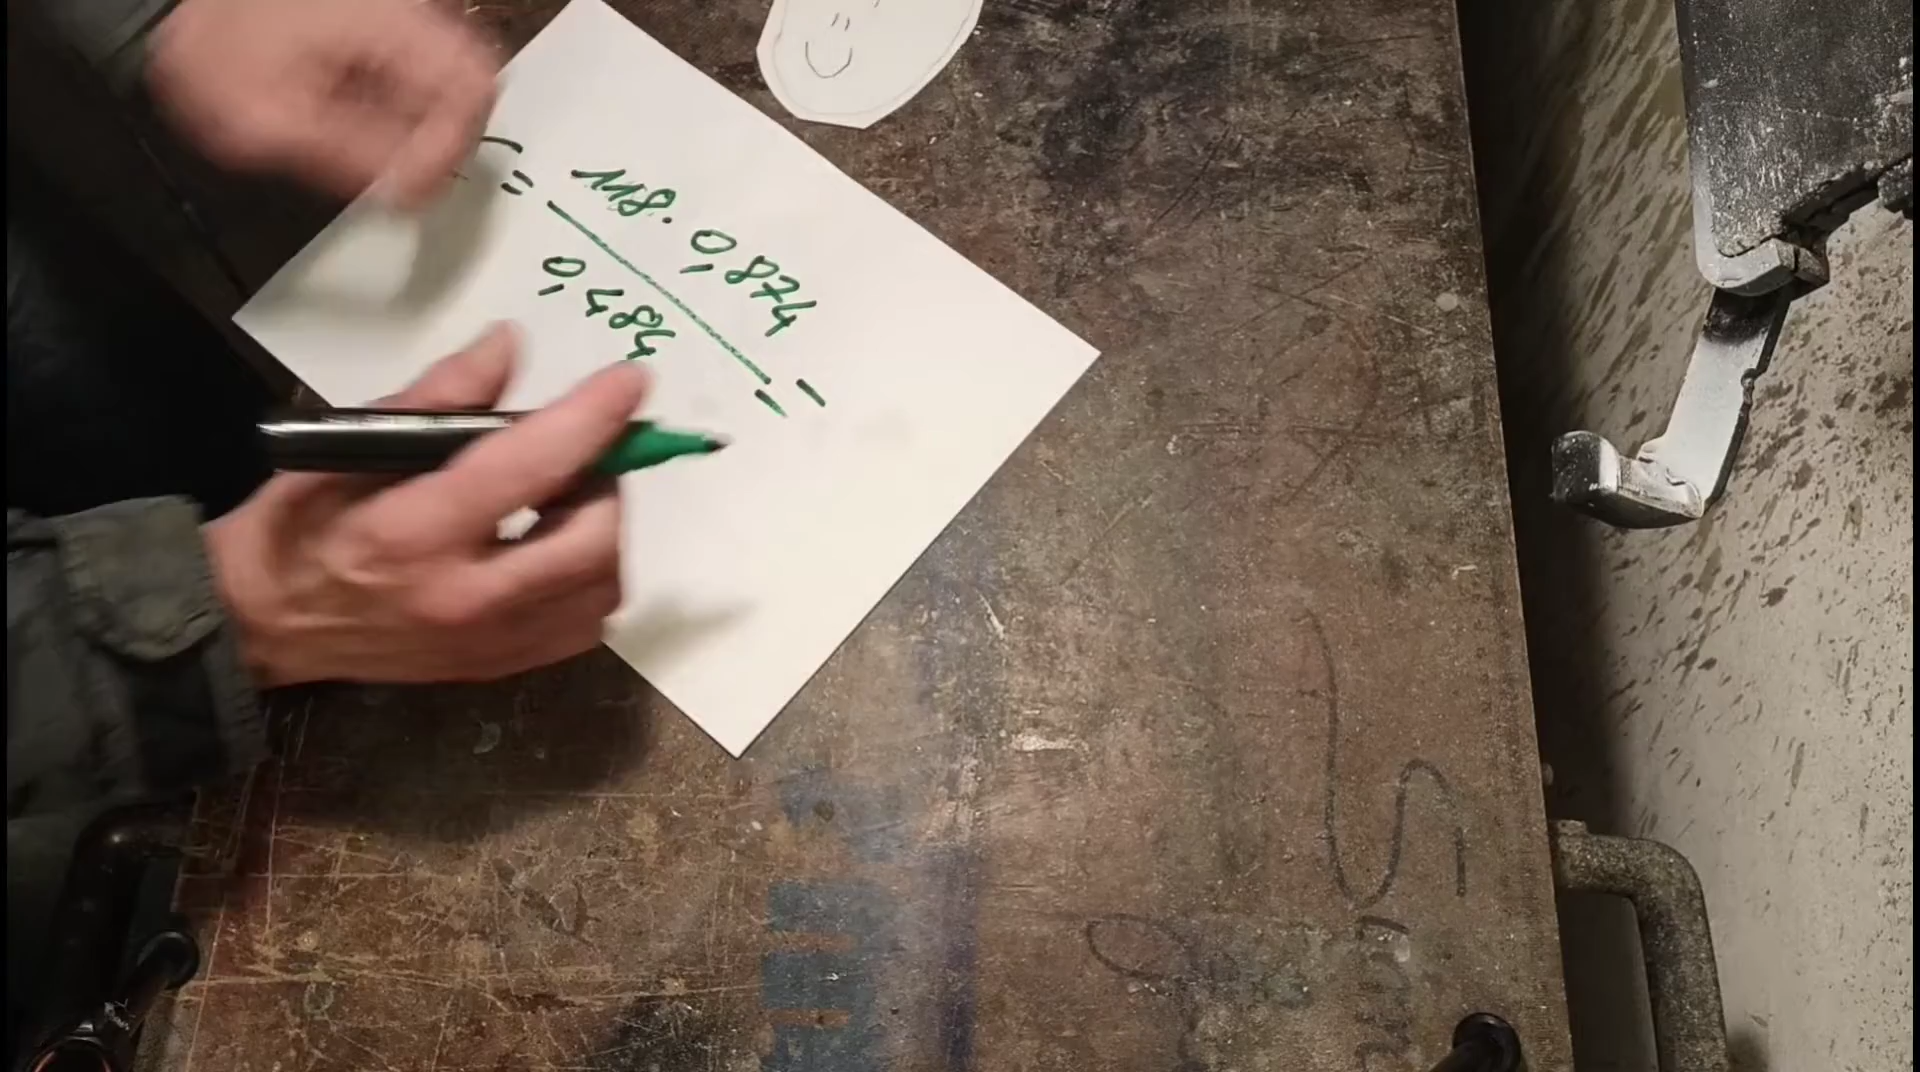 = 118. 0,874 =
0,484